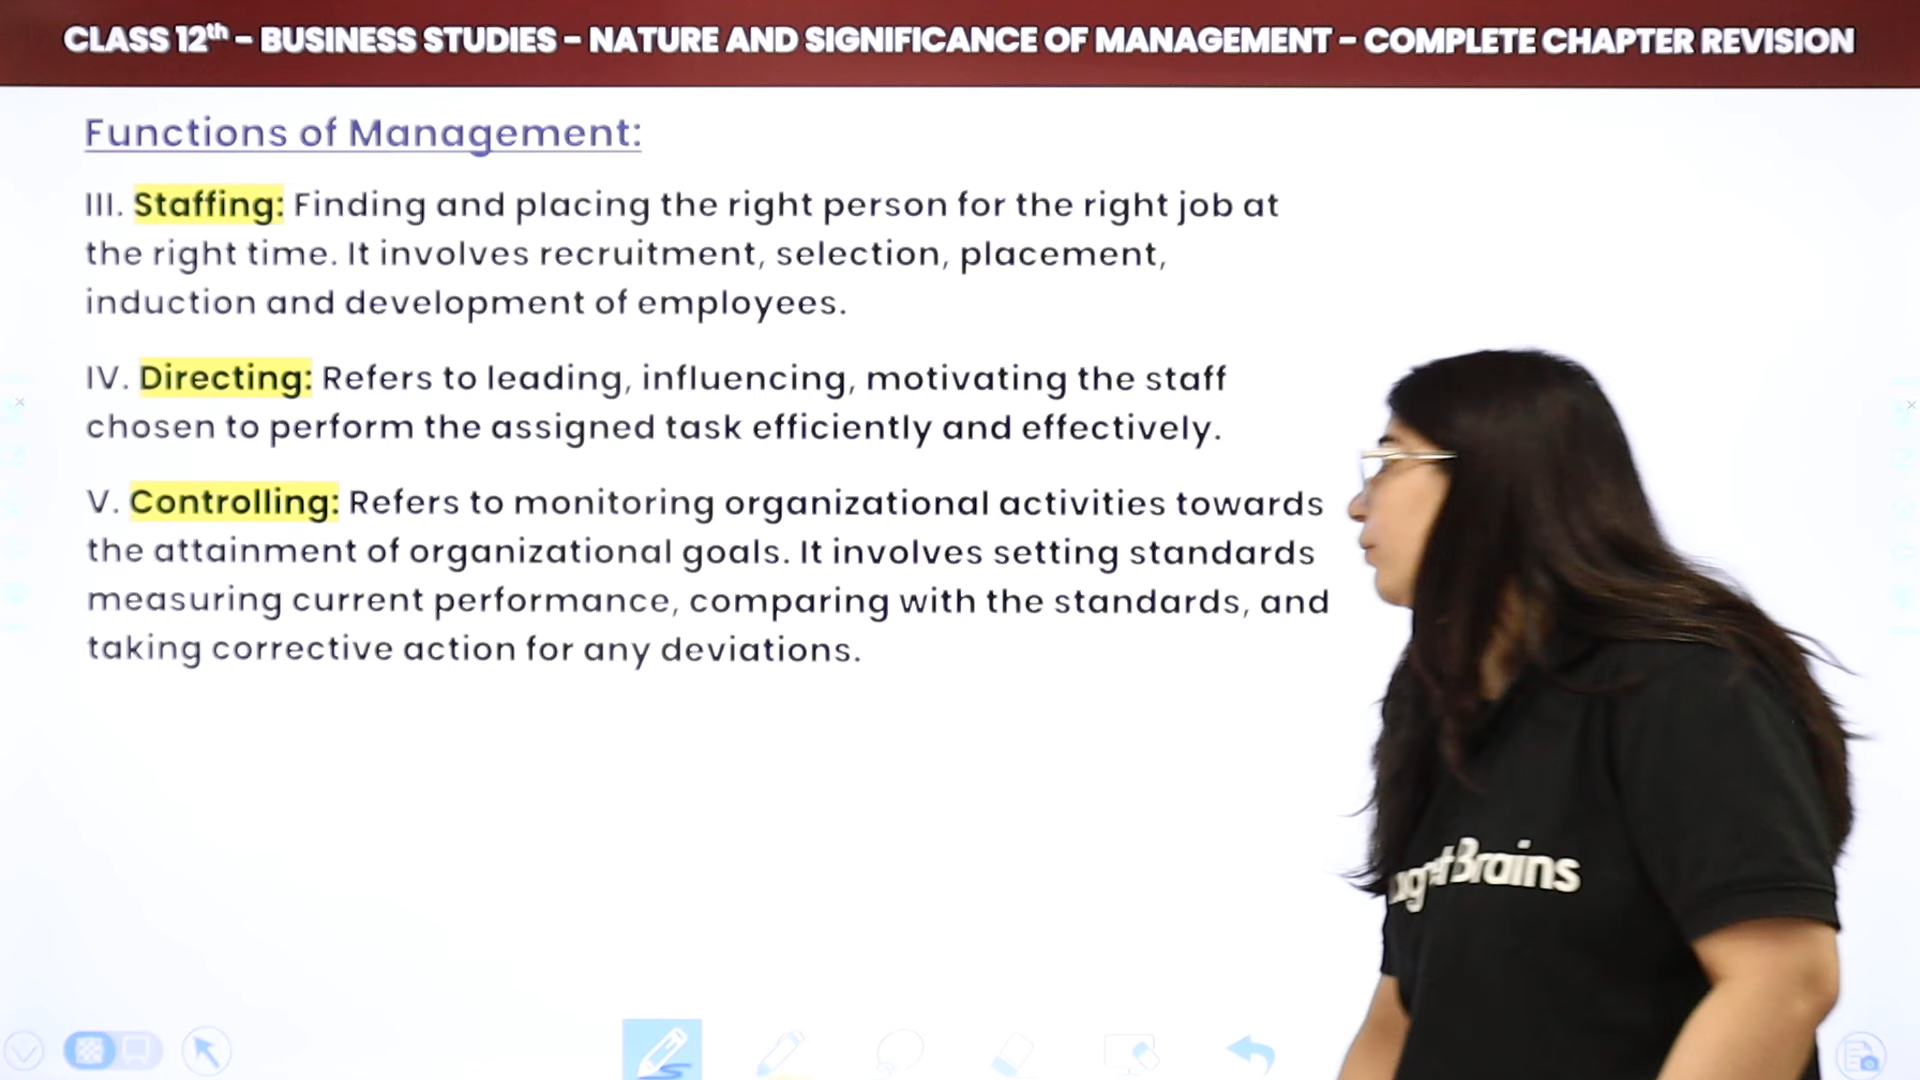 CLASS 12th – BUSINESS STUDIES – NATURE AND SIGNIFICANCE OF MANAGEMENT – COMPLETE CHAPTER REVISION
Functions of Management:
III. Staffing: Finding and placing the right person for the right job at
the right time. It involves recruitment, selection, placement,
induction and development of employees.
IV. Directing: Refers to leading, influencing, motivating the staff
chosen to perform the assigned task efficiently and effectively.
V. Controlling: Refers to monitoring organizational activities towards
the attainment of organizational goals. It involves setting standards
measuring current performance, comparing with the standards, and
taking corrective action for any deviations.
Brains